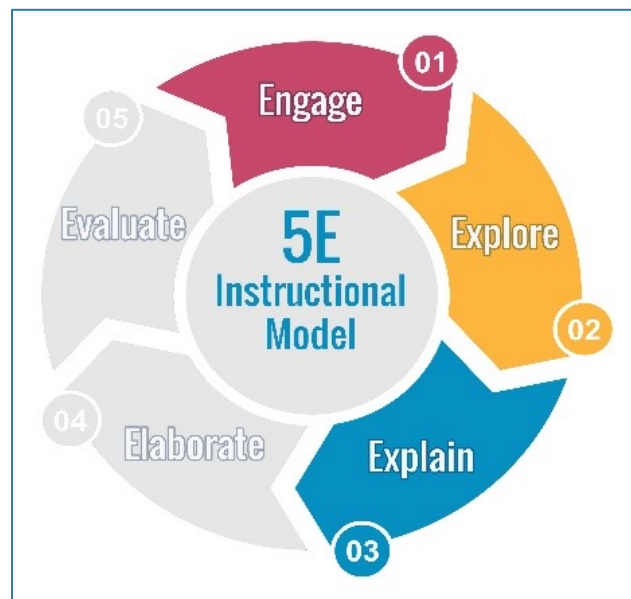 5E
Instructional
Model
01
Engage
02
Explore
03
Explain
04
Elaborate
05
Evaluate